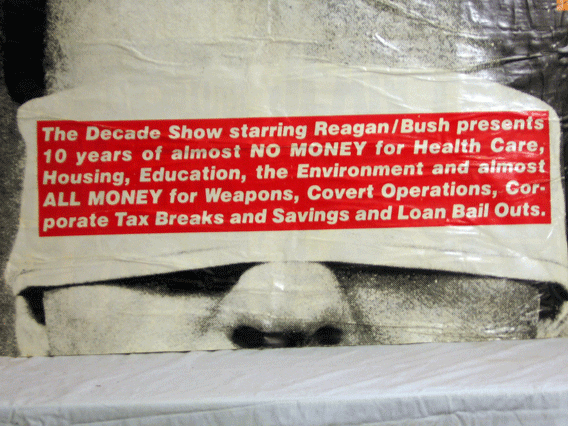 The Decade Show starring Reagan/Bush presents
10 years of almost NO MONEY for Health Care,
Housing, Education, the Environment and almost
ALL MONEY for Weapons, Covert Operations, Cor-
porate Tax Breaks and Savings and Loan Bail Outs.